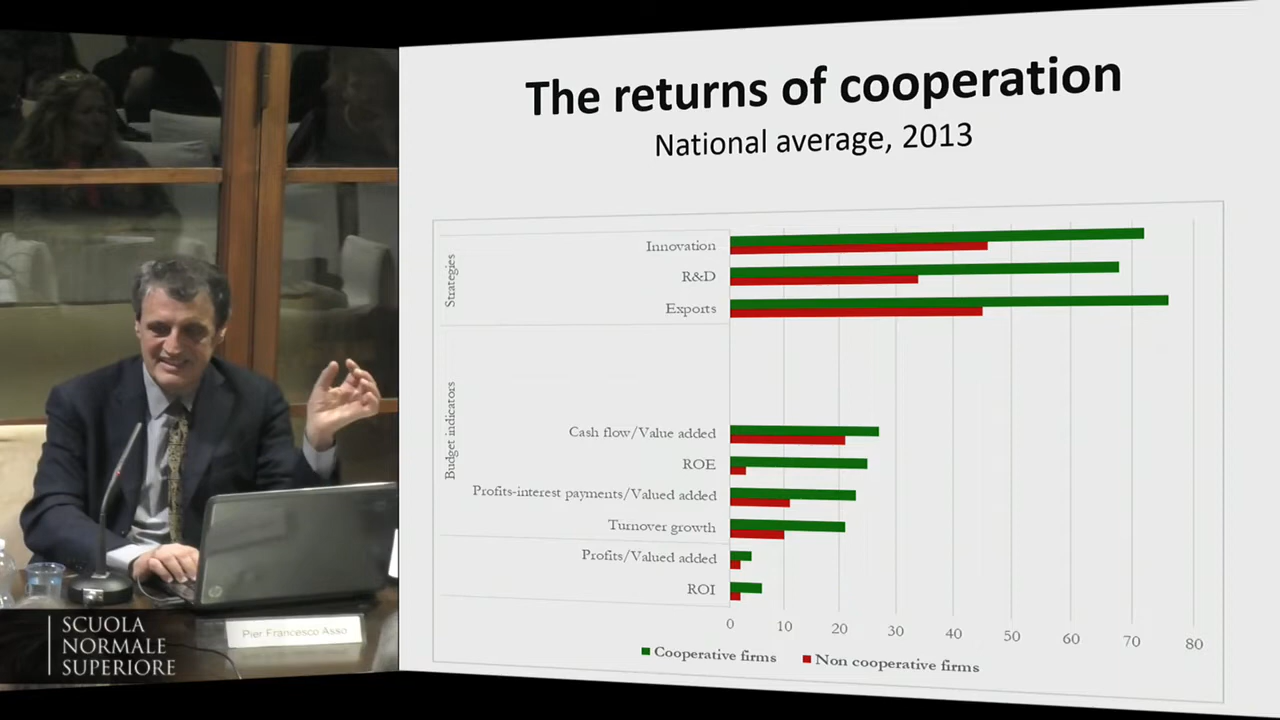 The returns of cooperation
National average, 2013
Strategies
Innovation
R&D
Exports
Budget indicators
Cash flow/Value added
ROE
Profits-interest payments/Valued added
Turnover growth
Profits/Valued added
ROI
0 10 20 30 40 50 60 70 80
Cooperative firms Non cooperative firms
Pier Francesco Asso
SCUOLA
NORMALE
SUPERIORE